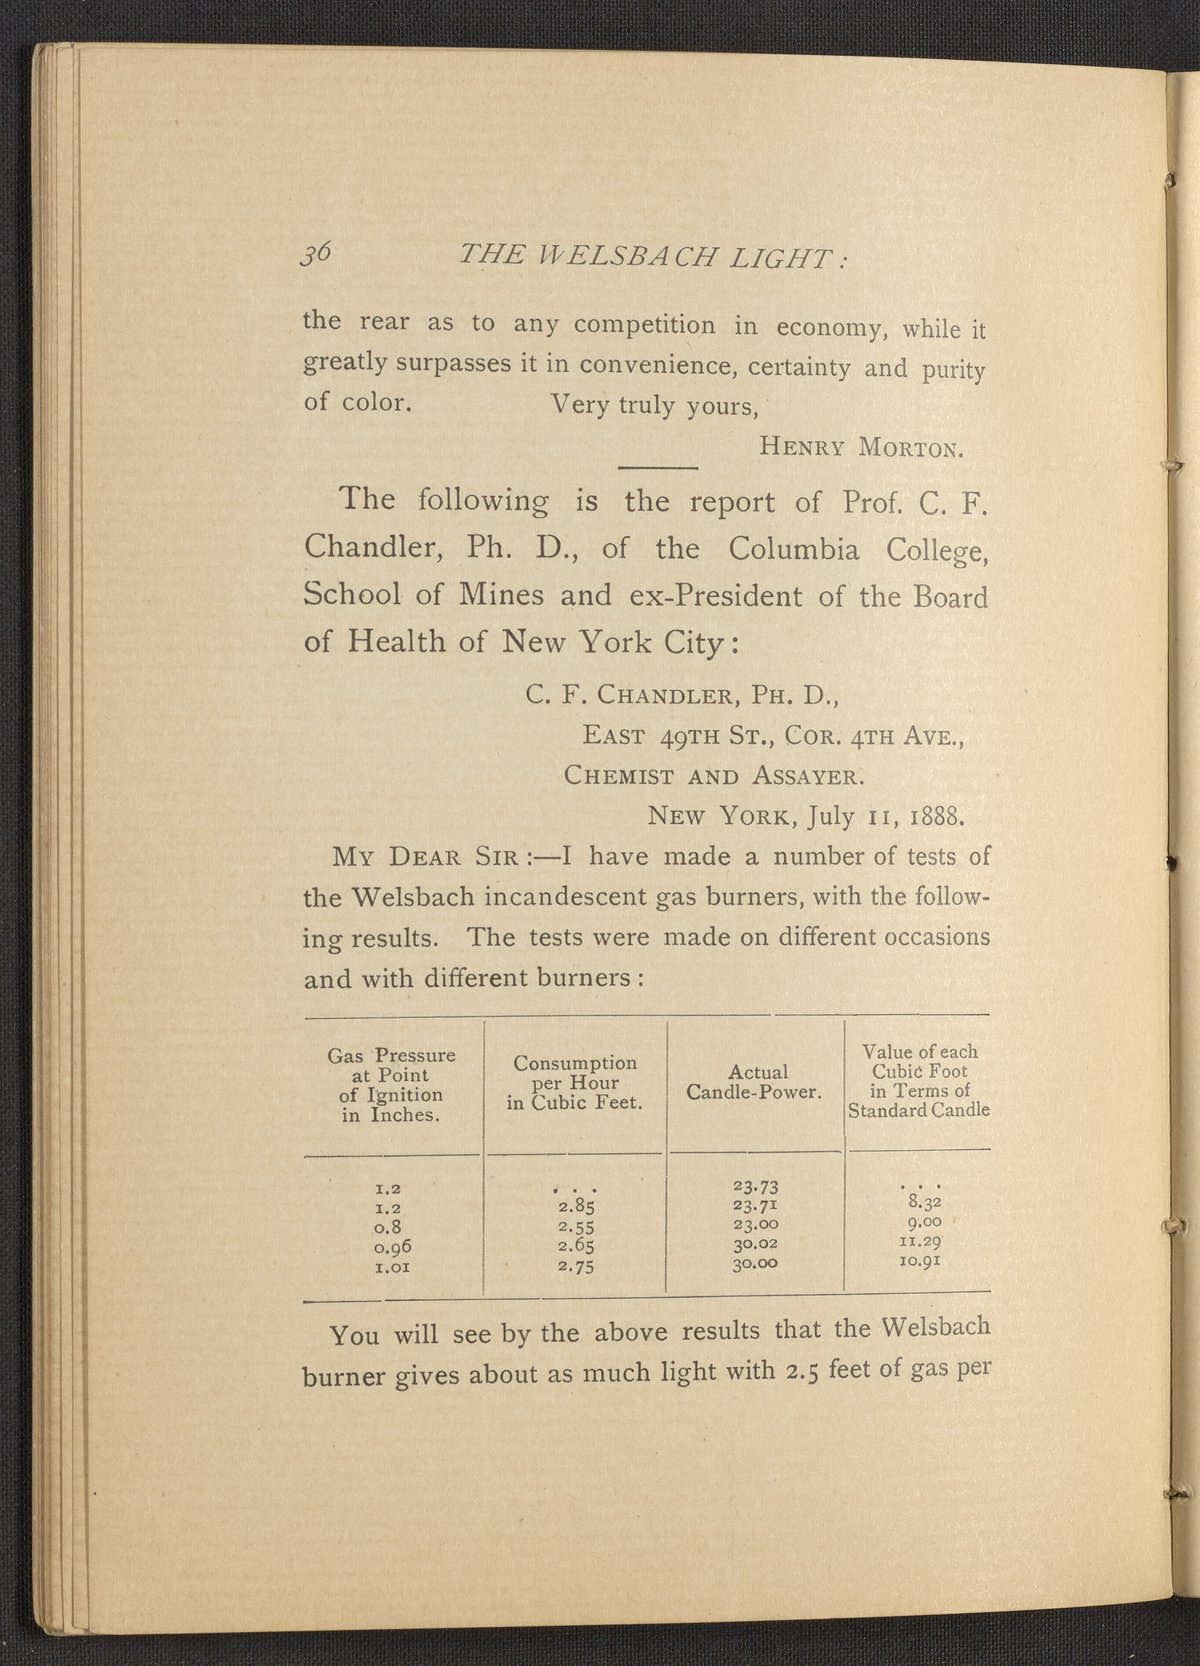 36 THE WELSBACH LIGHT:
the rear as to any competition in economy, while it
greatly surpasses it in convenience, certainty and purity
of color. Very truly yours,
HENRY MORTON.
The following is the report of Prof. C. F.
Chandler, Ph. D., of the Columbia College,
School of Mines and ex-President of the Board
of Health of New York City:
C. F. CHANDLER, PH. D.,
EAST 49TH ST., COR. 4TH AVE.,
CHEMIST AND ASSAYER.
NEW YORK, July 11, 1888.
MY DEAR SIR:—I have made a number of tests of
the Welsbach incandescent gas burners, with the follow-
ing results. The tests were made on different occasions
and with different burners:
Gas Pressure
at Point
of Ignition
in Inches.
Consumption
per Hour
in Cubic Feet.
Actual
Candle-Power.
Value of each
Cubic Foot
in Terms of
Standard Candle
1.2 . . . 23.73 . . .
1.2 2.85 23.71 8.32
0.8 2.55 23.00 9.00
0.96 2.65 30.02 11.29
1.01 2.75 30.00 10.91
You will see by the above results that the Welsbach
burner gives about as much light with 2.5 feet of gas per